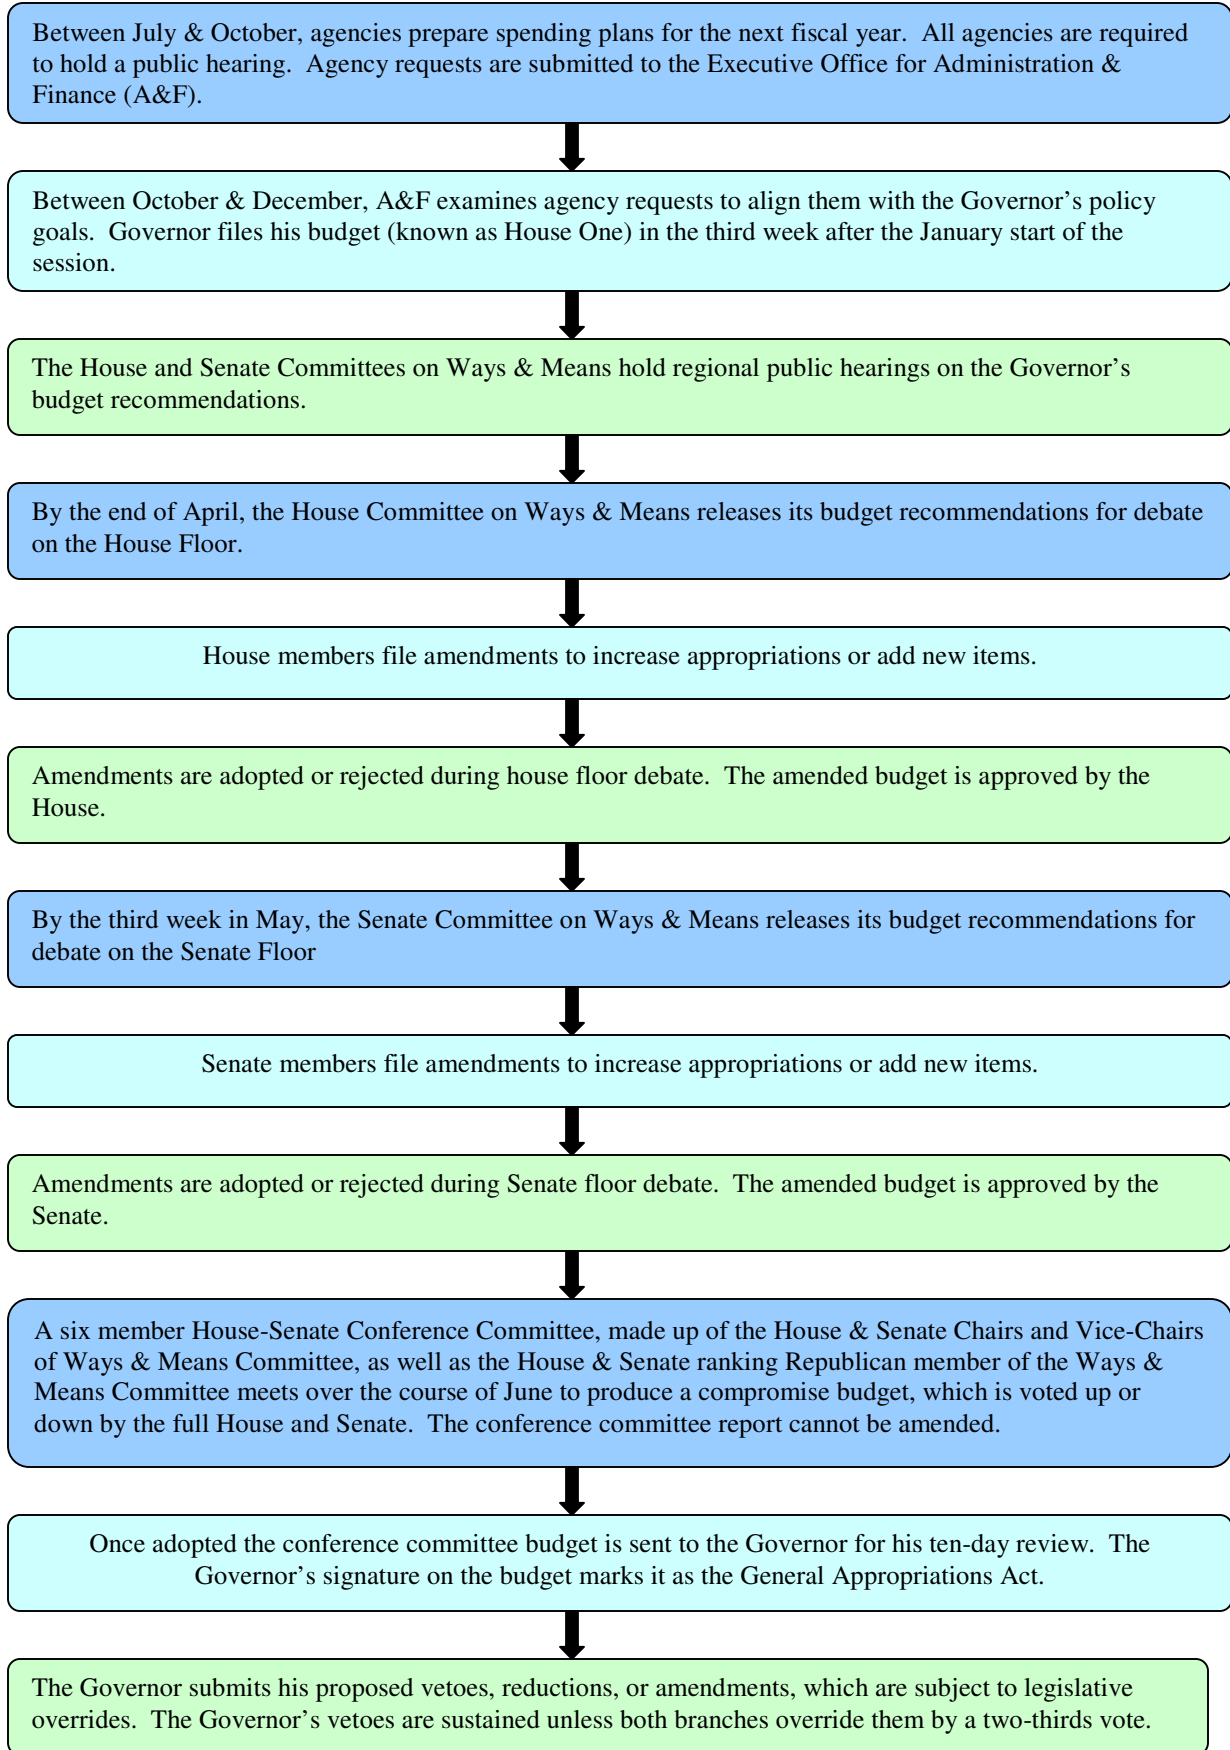 Between July & October, agencies prepare spending plans for the next fiscal year.  All agencies are required
to hold a public hearing.  Agency requests are submitted to the Executive Office for Administration &
Finance (A&F).
Between October & December, A&F examines agency requests to align them with the Governor’s policy
goals.  Governor files his budget (known as House One) in the third week after the January start of the
session.
The House and Senate Committees on Ways & Means hold regional public hearings on the Governor’s
budget recommendations.
By the end of April, the House Committee on Ways & Means releases its budget recommendations for debate
on the House Floor.
House members file amendments to increase appropriations or add new items.
Amendments are adopted or rejected during house floor debate.  The amended budget is approved by the
House.
By the third week in May, the Senate Committee on Ways & Means releases its budget recommendations for
debate on the Senate Floor
Senate members file amendments to increase appropriations or add new items.
Amendments are adopted or rejected during Senate floor debate.  The amended budget is approved by the
Senate.
A six member House-Senate Conference Committee, made up of the House & Senate Chairs and Vice-Chairs
of Ways & Means Committee, as well as the House & Senate ranking Republican member of the Ways &
Means Committee meets over the course of June to produce a compromise budget, which is voted up or
down by the full House and Senate.  The conference committee report cannot be amended.
Once adopted the conference committee budget is sent to the Governor for his ten-day review.  The
Governor’s signature on the budget marks it as the General Appropriations Act.
The Governor submits his proposed vetoes, reductions, or amendments, which are subject to legislative
overrides.  The Governor’s vetoes are sustained unless both branches override them by a two-thirds vote.